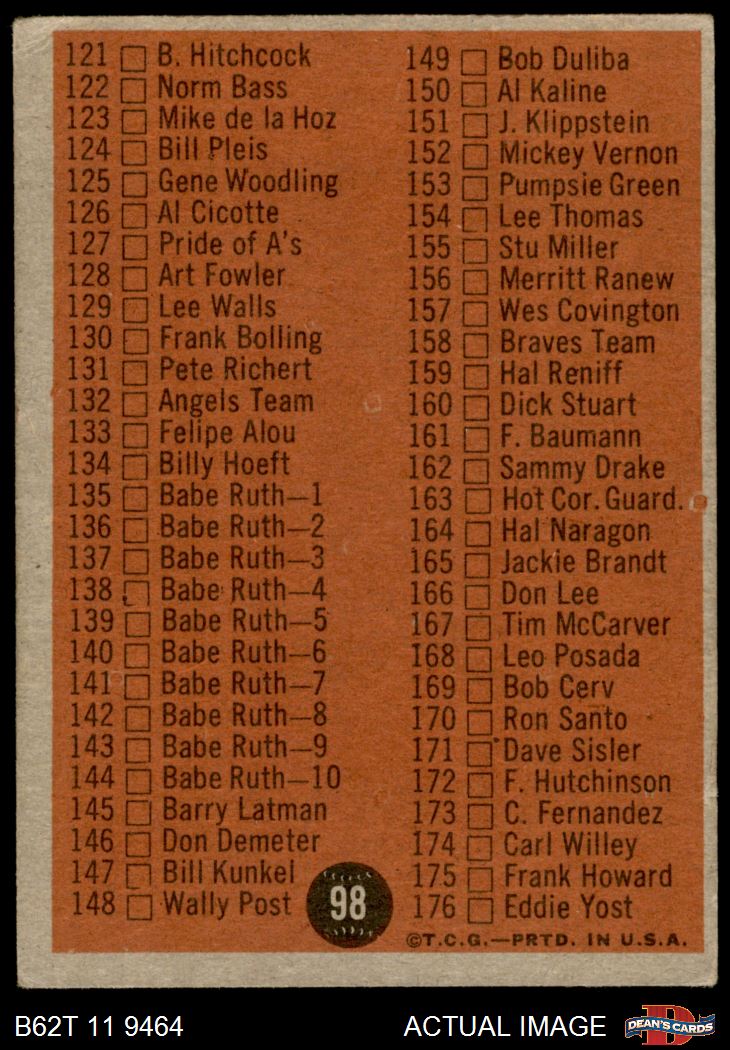 121 B. Hitchcock
122 Norm Bass
123 Mike de la Hoz
124 Bill Pleis
125 Gene Woodling
126 Al Cicotte
127 Pride of A's
128 Art Fowler
129 Lee Walls
130 Frank Bolling
131 Pete Richert
132 Angels Team
133 Felipe Alou
134 Billy Hoeft
135 Babe Ruth—1
136 Babe Ruth—2
137 Babe Ruth—3
138 Babe Ruth—4
139 Babe Ruth—5
140 Babe Ruth—6
141 Babe Ruth—7
142 Babe Ruth—8
143 Babe Ruth—9
144 Babe Ruth—10
145 Barry Latman
146 Don Demeter
147 Bill Kunkel
148 Wally Post
98
149 Bob Duliba
150 Al Kaline
151 J. Klippstein
152 Mickey Vernon
153 Pumpsie Green
154 Lee Thomas
155 Stu Miller
156 Merritt Ranew
157 Wes Covington
158 Braves Team
159 Hal Reniff
160 Dick Stuart
161 F. Baumann
162 Sammy Drake
163 Hot Cor. Guard.
164 Hal Naragon
165 Jackie Brandt
166 Don Lee
167 Tim McCarver
168 Leo Posada
169 Bob Cerv
170 Ron Santo
171 Dave Sisler
172 F. Hutchinson
173 C. Fernandez
174 Carl Willey
175 Frank Howard
176 Eddie Yost
©T.C.G.—PRTD. IN U.S.A.
B62T 11 9464
ACTUAL IMAGE
DEAN'S CARDS